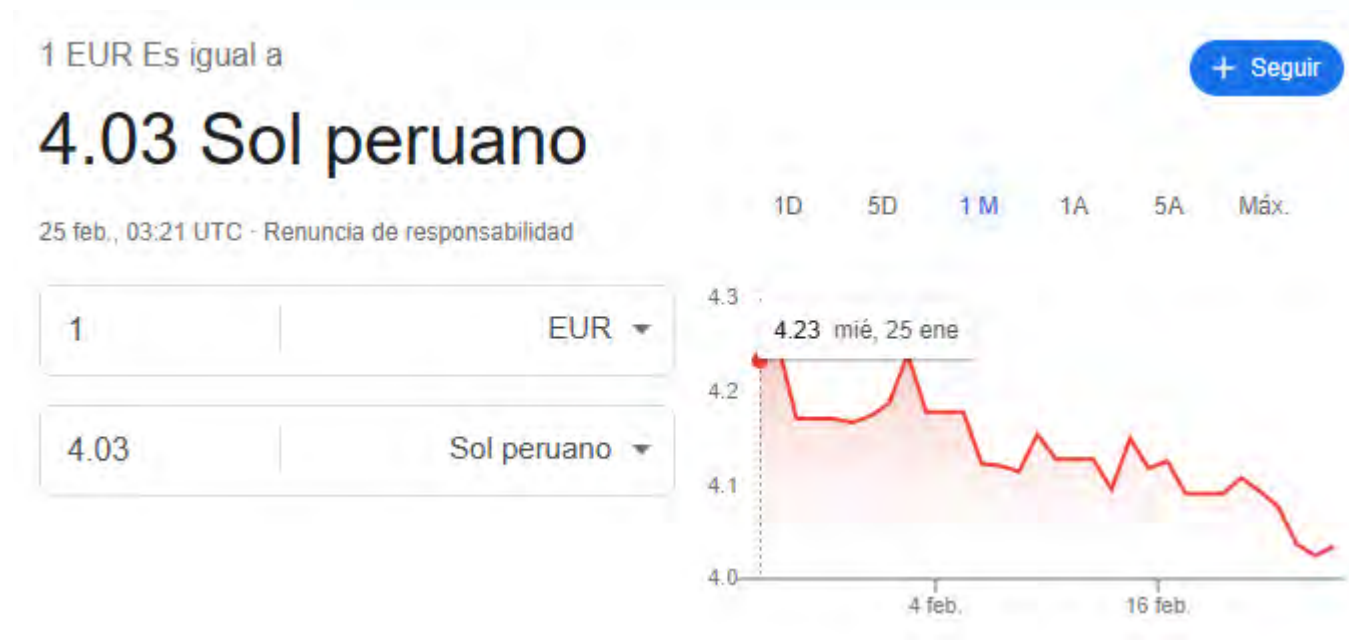 1 EUR Es igual a
+ Seguir
4.03 Sol peruano
25 feb., 03:21 UTC · Renuncia de responsabilidad
1D 5D 1 M 1A 5A Máx.
1 EUR
4.03 Sol peruano
4.3
4.23 mié, 25 ene
4.2
4.1
4.0
4 feb. 16 feb.